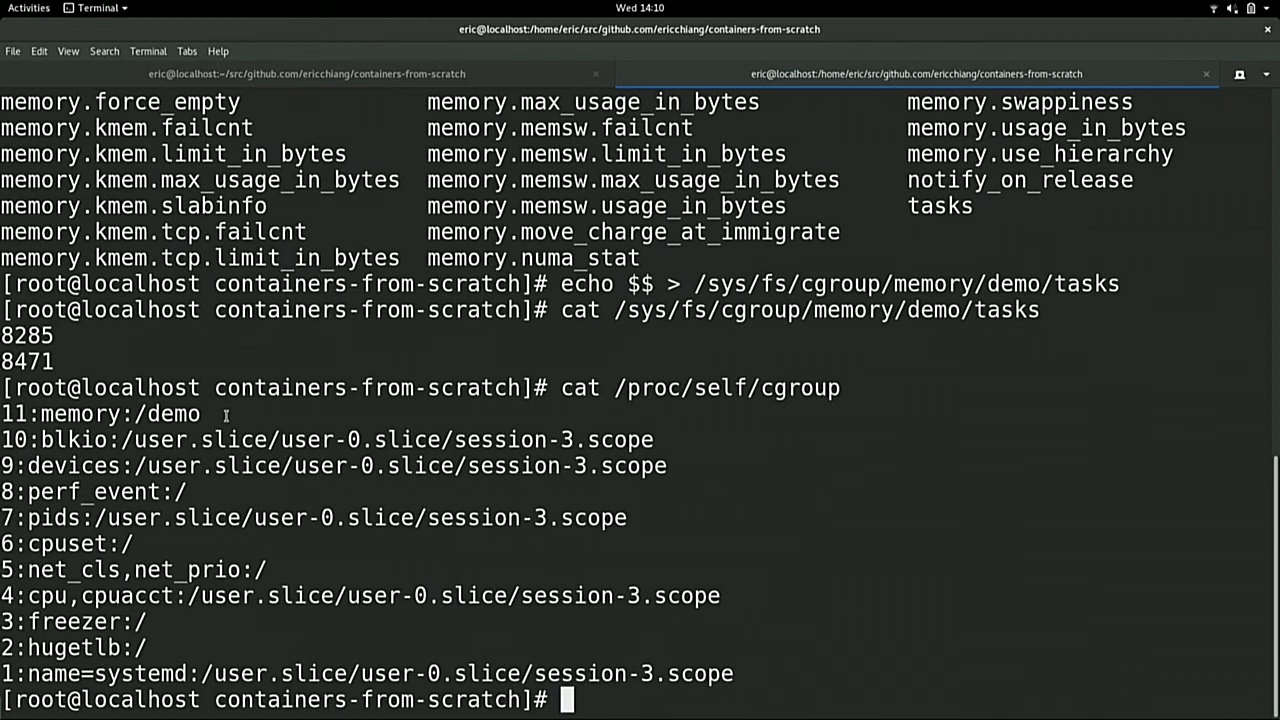 Activities Terminal Wed 14:10
eric@localhost:/home/eric/src/github.com/ericchiang/containers-from-scratch
File Edit View Search Terminal Tabs Help
eric@localhost:~/src/github.com/ericchiang/containers-from-scratch eric@localhost:/home/eric/src/github.com/ericchiang/containers-from-scratch
memory.force_empty memory.max_usage_in_bytes memory.swappiness
memory.kmem.failcnt memory.memsw.failcnt memory.usage_in_bytes
memory.kmem.limit_in_bytes memory.memsw.limit_in_bytes memory.use_hierarchy
memory.kmem.max_usage_in_bytes memory.memsw.max_usage_in_bytes notify_on_release
memory.kmem.slabinfo memory.memsw.usage_in_bytes tasks
memory.kmem.tcp.failcnt memory.move_charge_at_immigrate
memory.kmem.tcp.limit_in_bytes memory.numa_stat
[root@localhost containers-from-scratch]# echo $$ > /sys/fs/cgroup/memory/demo/tasks
[root@localhost containers-from-scratch]# cat /sys/fs/cgroup/memory/demo/tasks
8285
8471
[root@localhost containers-from-scratch]# cat /proc/self/cgroup
11:memory:/demo
10:blkio:/user.slice/user-0.slice/session-3.scope
9:devices:/user.slice/user-0.slice/session-3.scope
8:perf_event:/
7:pids:/user.slice/user-0.slice/session-3.scope
6:cpuset:/
5:net_cls,net_prio:/
4:cpu,cpuacct:/user.slice/user-0.slice/session-3.scope
3:freezer:/
2:hugetlb:/
1:name=systemd:/user.slice/user-0.slice/session-3.scope
[root@localhost containers-from-scratch]#